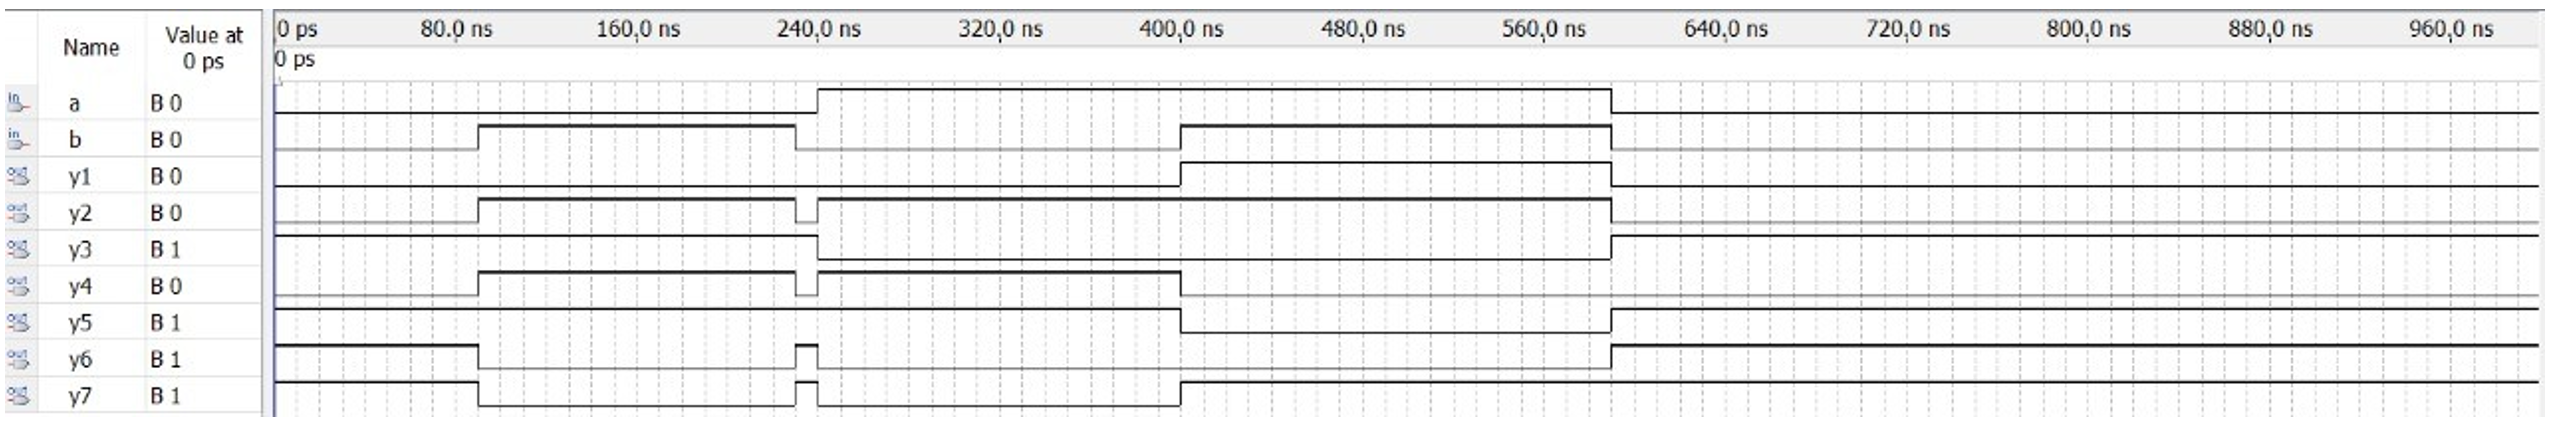 Name Value at 0 ps
0 ps 80.0 ns 160,0 ns 240,0 ns 320,0 ns 400,0 ns 480,0 ns 560,0 ns 640,0 ns 720,0 ns 800,0 ns 880,0 ns 960,0 ns
0 ps
in a B 0
in b B 0
out y1 B 0
out y2 B 0
out y3 B 1
out y4 B 0
out y5 B 1
out y6 B 1
out y7 B 1